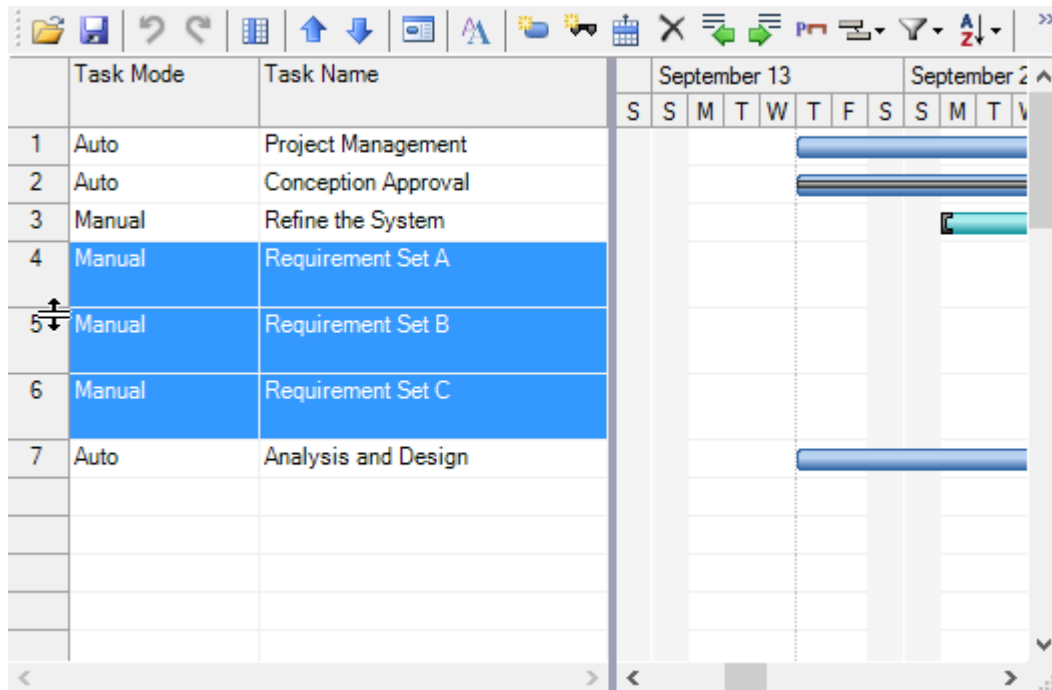 Task Mode Task Name September 13 September 2
S S M T W T F S S M T W
1 Auto Project Management
2 Auto Conception Approval
3 Manual Refine the System
4 Manual Requirement Set A
5 Manual Requirement Set B
6 Manual Requirement Set C
7 Auto Analysis and Design